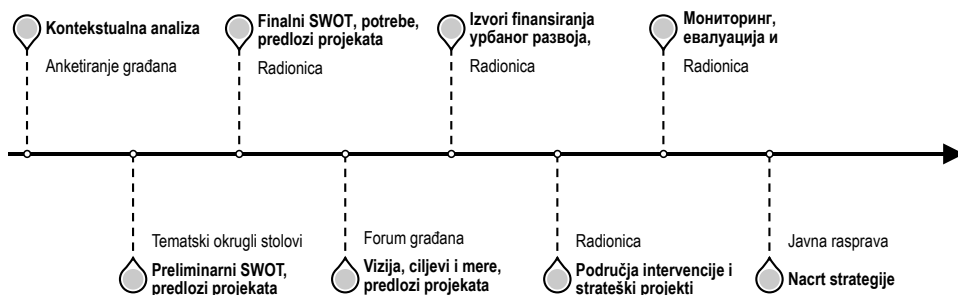 Kontekstualna analiza
Anketiranje građana
Finalni SWOT, potrebe,
predlozi projekata
Radionica
Izvori finansiranja
urbanog razvoja,
Radionica
Мониторинг,
евалуација и
Radionica
Tematski okrugli stolovi
Preliminarni SWOT,
predlozi projekata
Forum građana
Vizija, ciljevi i mere,
predlozi projekata
Radionica
Područja intervencije i
strateški projekti
Javna rasprava
Nacrt strategije